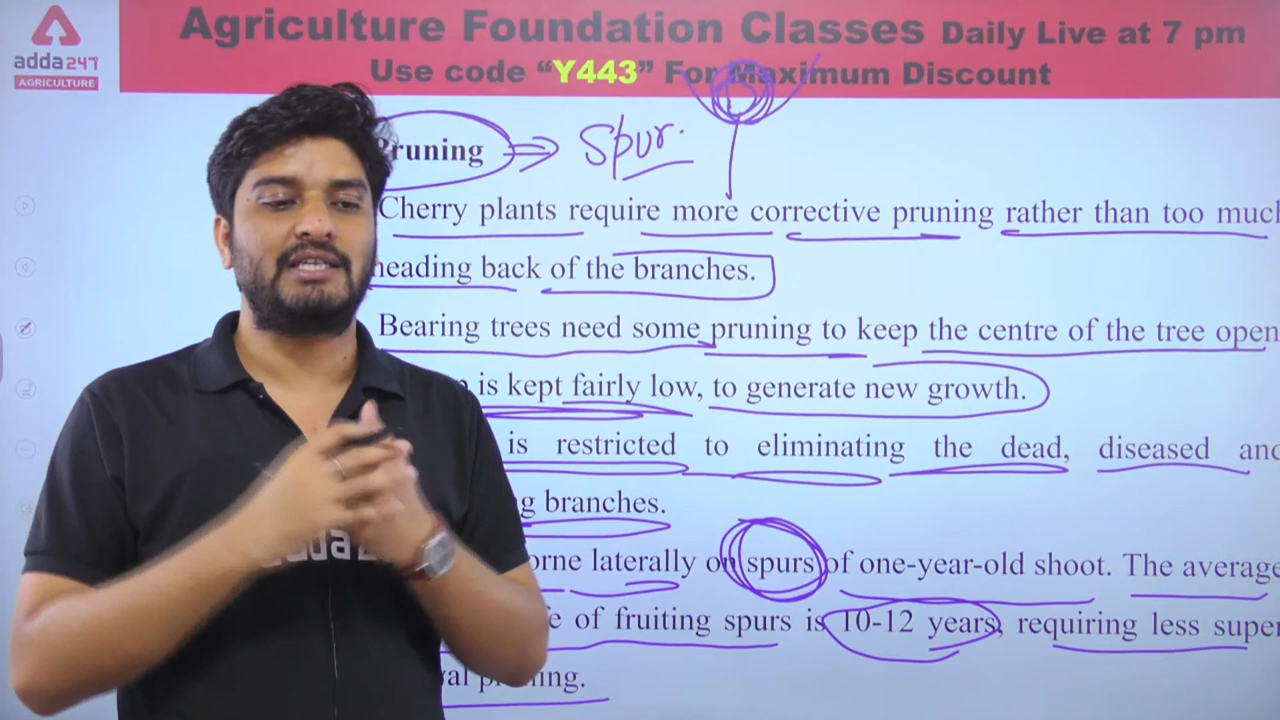 Agriculture Foundation Classes Daily Live at 7 pm
adda247
AGRICULTURE
Use code “Y443” For Maximum Discount
Pruning ⇒ Spur.
Cherry plants require more corrective pruning rather than too much
heading back of the branches.
Bearing trees need some pruning to keep the centre of the tree open
is kept fairly low, to generate new growth.
is restricted to eliminating the dead, diseased and
branches.
laterally on spurs of one-year-old shoot. The average
of fruiting spurs is 10-12 years, requiring less